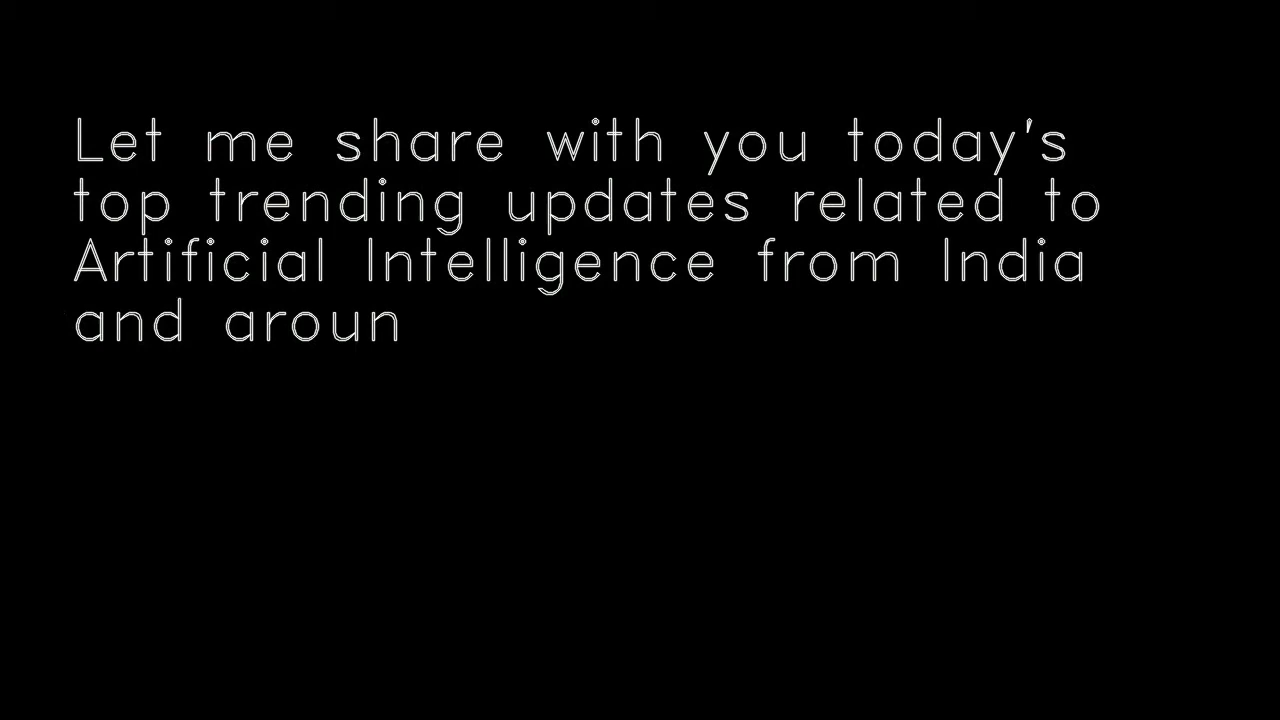 Let me share with you today's
top trending updates related to
Artificial Intelligence from India
and aroun